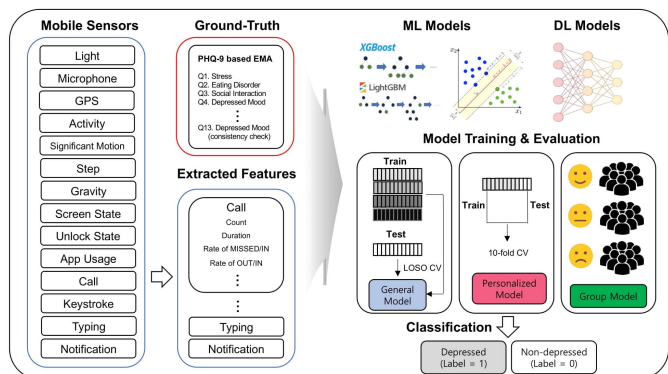 Mobile Sensors
Light
Microphone
GPS
Activity
Significant Motion
Step
Gravity
Screen State
Unlock State
App Usage
Call
Keystroke
Typing
Notification
Ground-Truth
PHQ-9 based EMA
Q1. Stress
Q2. Eating Disorder
Q3. Social Interaction
Q4. Depressed Mood
Q13. Depressed Mood
(consistency check)
Extracted Features
Call
Count
Duration
Rate of MISSED/IN
Rate of OUT/IN
Typing
Notification
ML Models
DL Models
XGBoost
LightGBM
x₂
x₁
Model Training & Evaluation
Train
Test
LOSO CV
General
Model
Train
Test
10-fold CV
Personalized
Model
Group Model
Classification
Depressed
(Label = 1)
Non-depressed
(Label = 0)